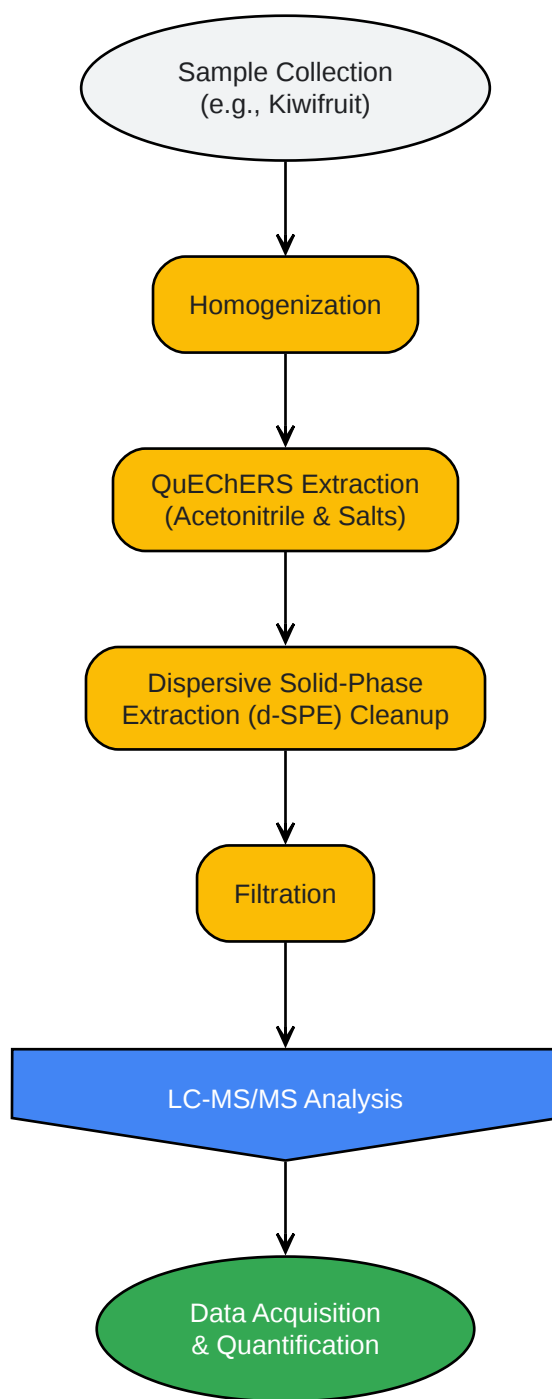 Sample Collection
(e.g., Kiwifruit)
Homogenization
QuEChERS Extraction
(Acetonitrile & Salts)
Dispersive Solid-Phase
Extraction (d-SPE) Cleanup
Filtration
LC-MS/MS Analysis
Data Acquisition
& Quantification